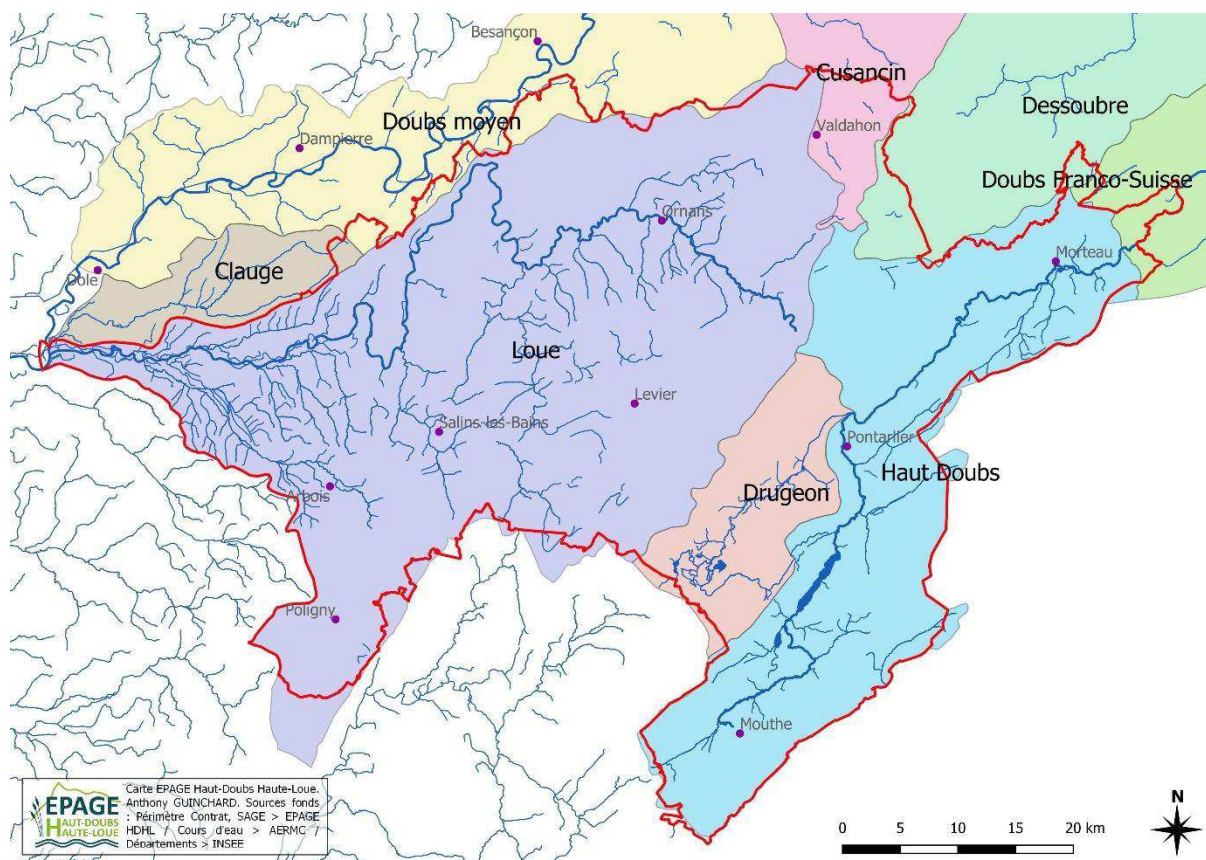 Besançon
Cusancin
Dessoubre
Doubs moyen
Valdahon
Dampierre
Doubs Franco-Suisse
Ornans
Clauge
Morteau
Dole
Loue
Levier
Salins-les-Bains
Pontarlier
Haut Doubs
Drugeon
Arbois
Poligny
Mouthe
EPAGE
HAUT-DOUBS
HAUTE-LOUE
Carte EPAGE Haut-Doubs Haute-Loue.
Anthony GUINCHARD. Sources fonds
: Périmètre Contrat, SAGE > EPAGE
HDHL / Cours d'eau > AERMC /
Départements > INSEE
0 5 10 15 20 km
N